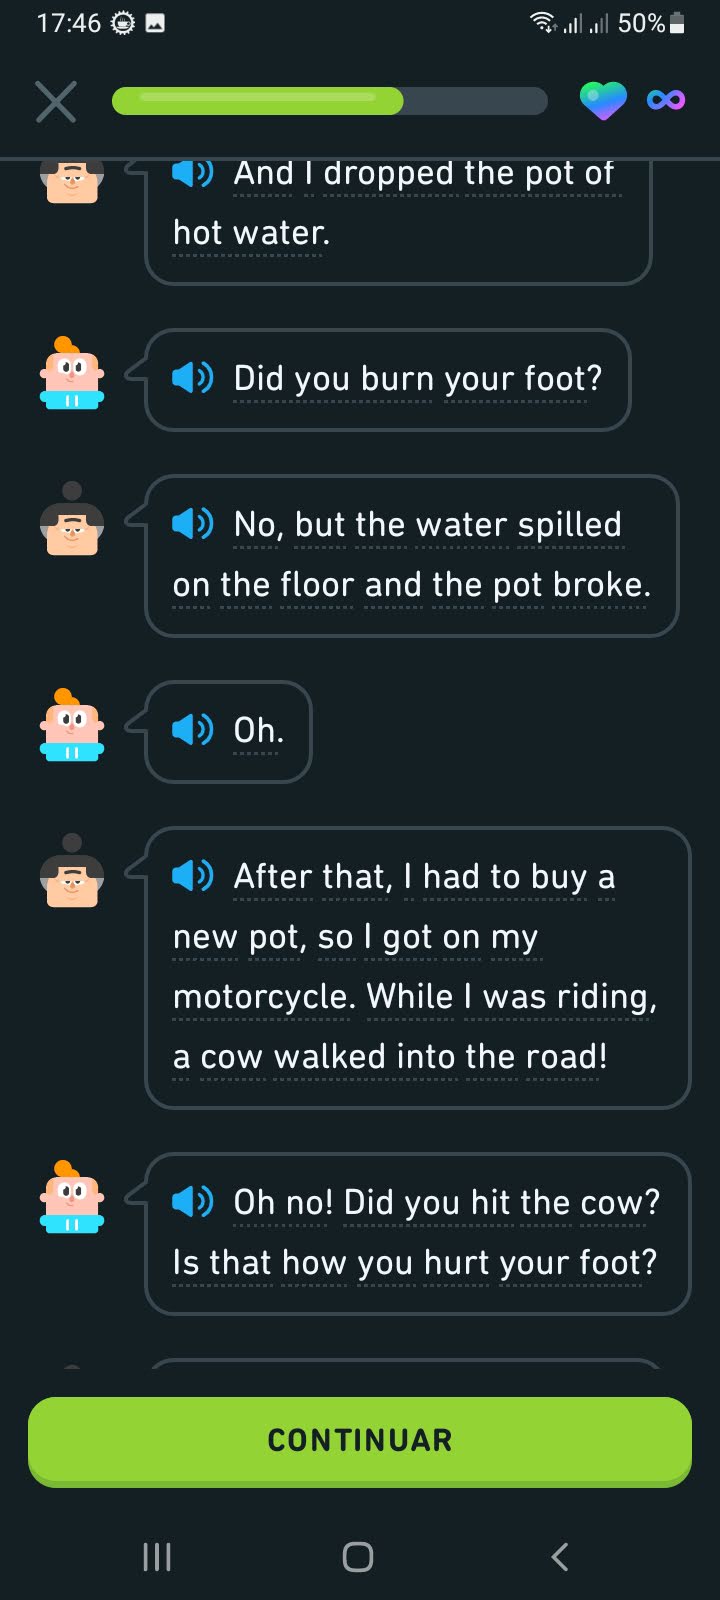 17:46 50%
And I dropped the pot of
hot water.
Did you burn your foot?
No, but the water spilled
on the floor and the pot broke.
Oh.
After that, I had to buy a
new pot, so I got on my
motorcycle. While I was riding,
a cow walked into the road!
Oh no! Did you hit the cow?
Is that how you hurt your foot?
CONTINUAR